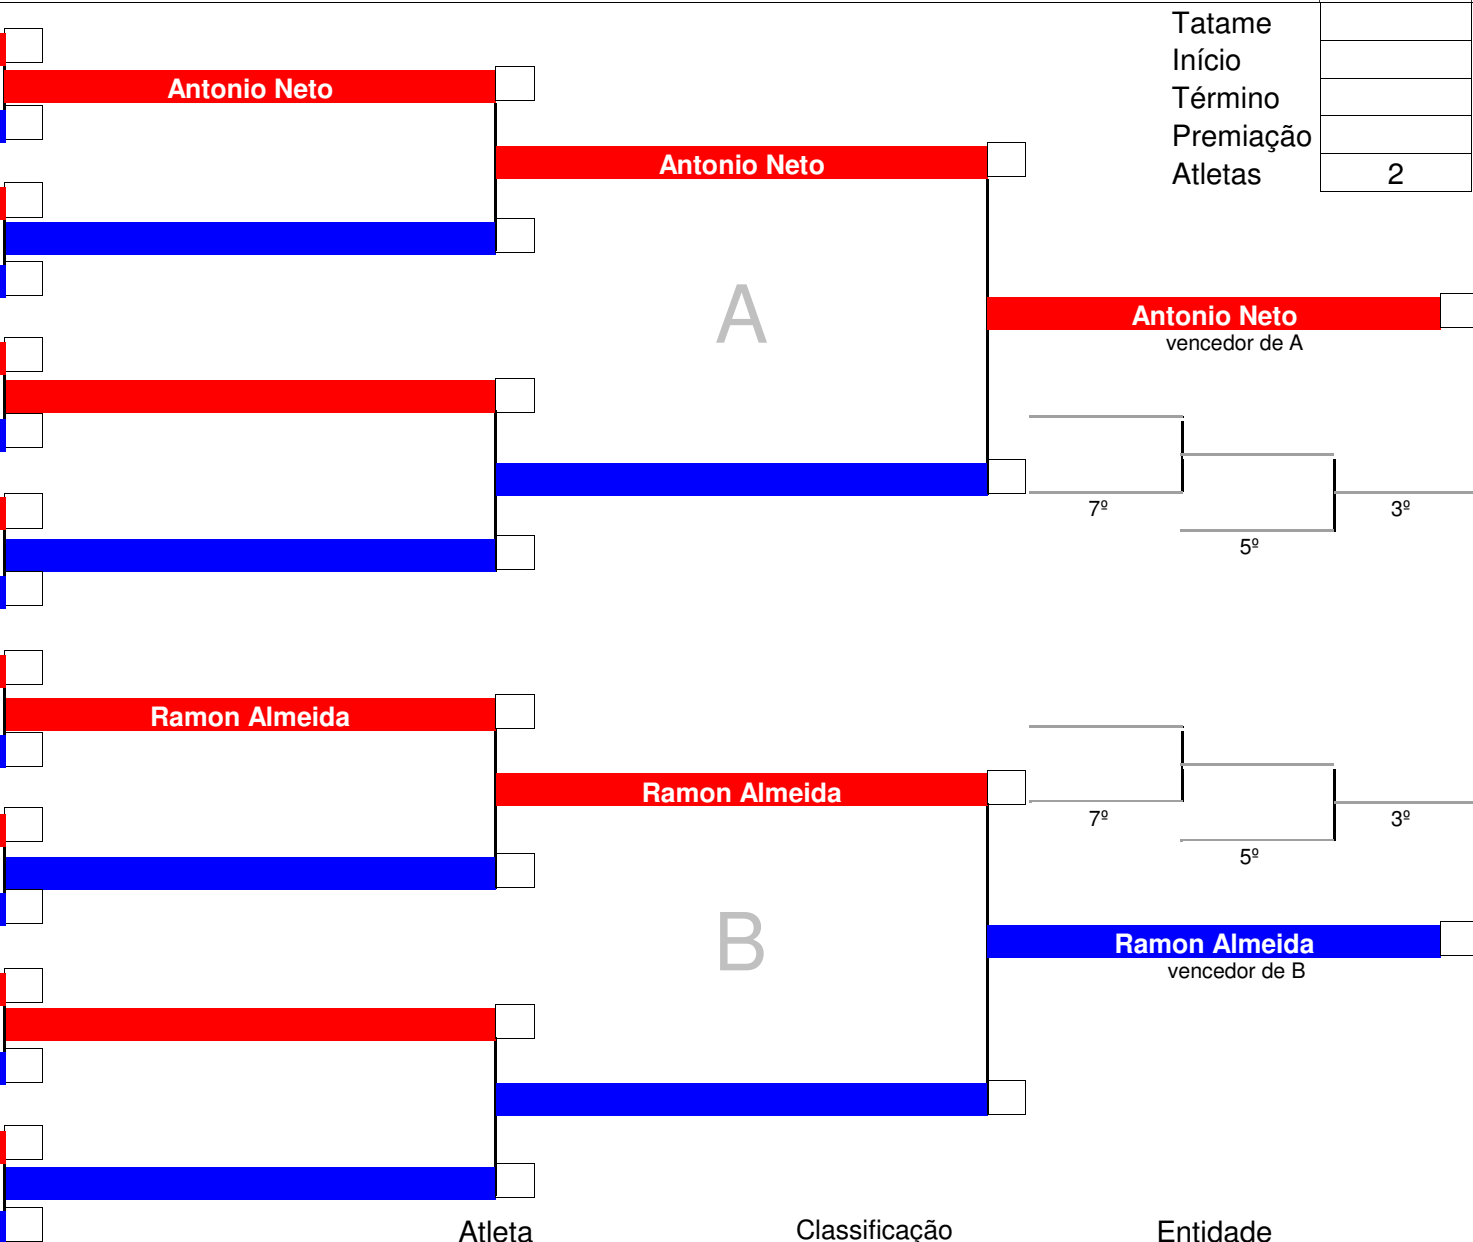 Tatame
Início
Antonio Neto
Término
Premiação
Antonio Neto
Atletas 2
A
Antonio Neto
vencedor de A
7º 3º
5º
Ramon Almeida
Ramon Almeida
7º 3º
5º
B
Ramon Almeida
vencedor de B
Atleta Classificação Entidade